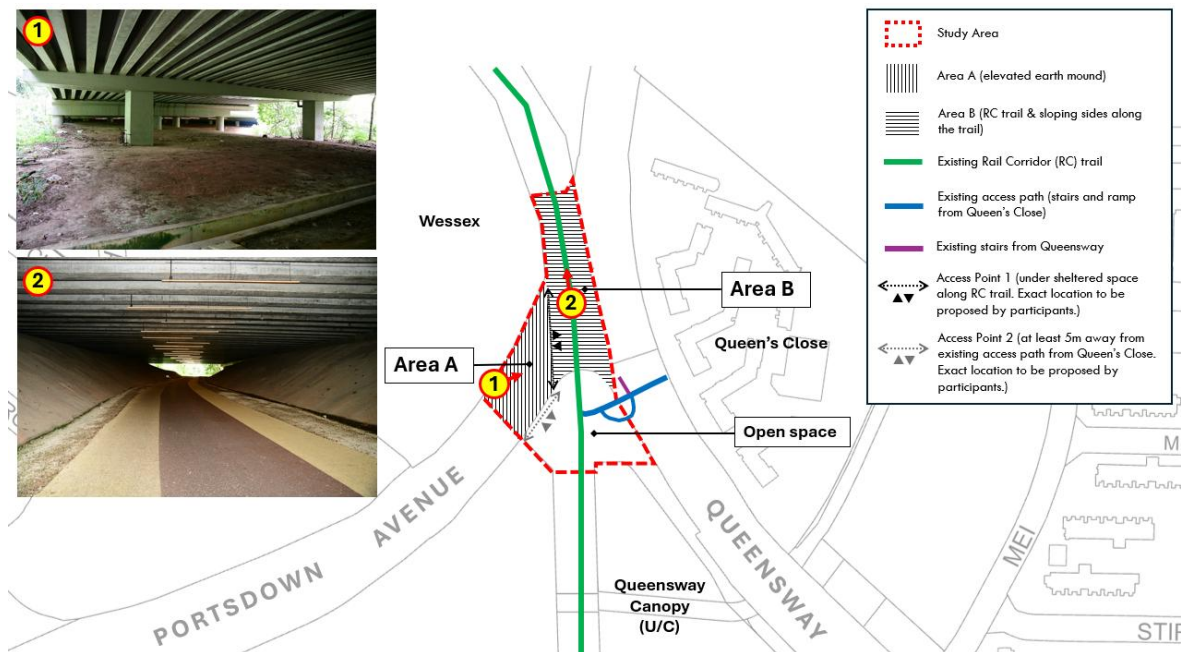 1
2
Wessex
Area A
1
Area B
2
Queen's Close
Open space
PORTSDOWN AVENUE
QUEENSWAY
Queensway
Canopy
(U/C)
MEI
M
STIF
Study Area
Area A (elevated earth mound)
Area B (RC trail & sloping sides along
the trail)
Existing Rail Corridor (RC) trail
Existing access path (stairs and ramp
from Queen's Close)
Existing stairs from Queensway
Access Point 1 (under sheltered space
along RC trail. Exact location to be
proposed by participants.)
Access Point 2 (at least 5m away from
existing access path from Queen's Close.
Exact location to be proposed by
participants.)